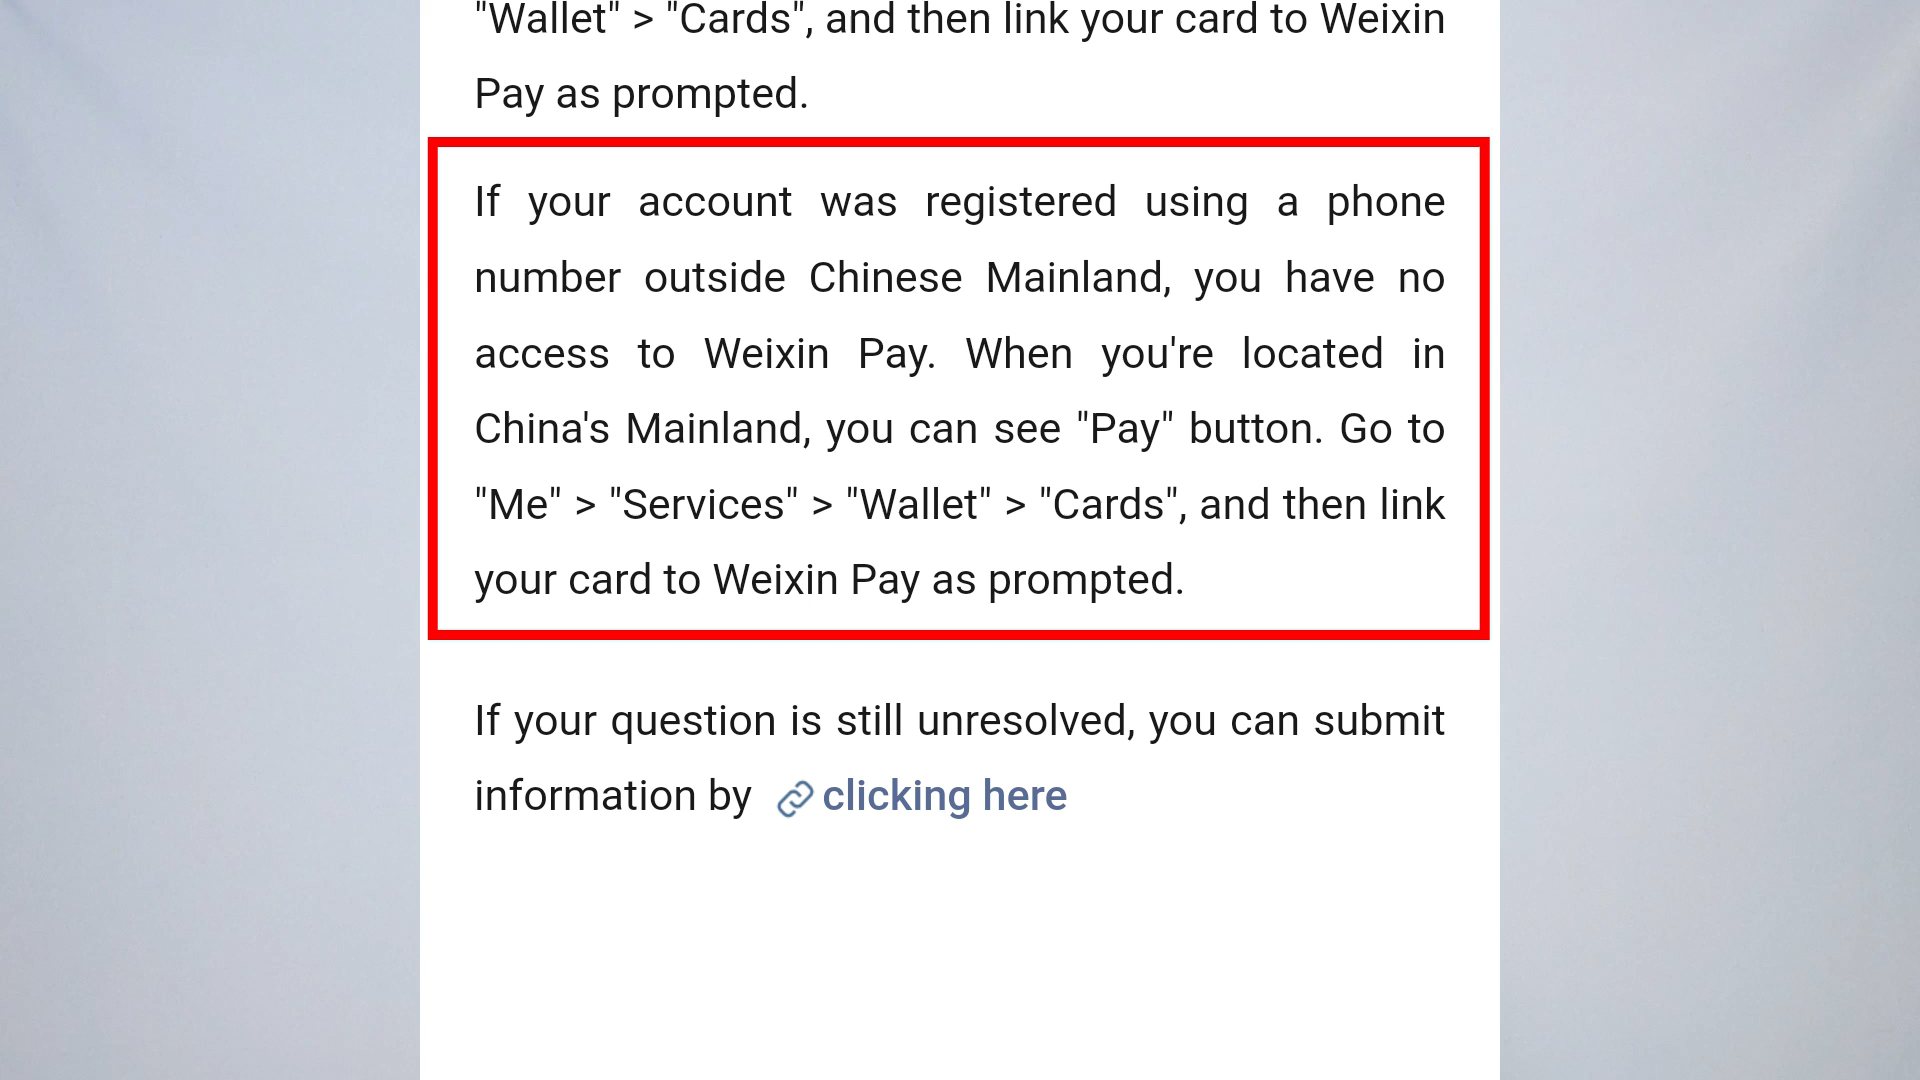 "Wallet" > "Cards", and then link your card to Weixin
Pay as prompted.
If your account was registered using a phone
number outside Chinese Mainland, you have no
access to Weixin Pay. When you're located in
China's Mainland, you can see "Pay" button. Go to
"Me" > "Services" > "Wallet" > "Cards", and then link
your card to Weixin Pay as prompted.
If your question is still unresolved, you can submit
information by clicking here